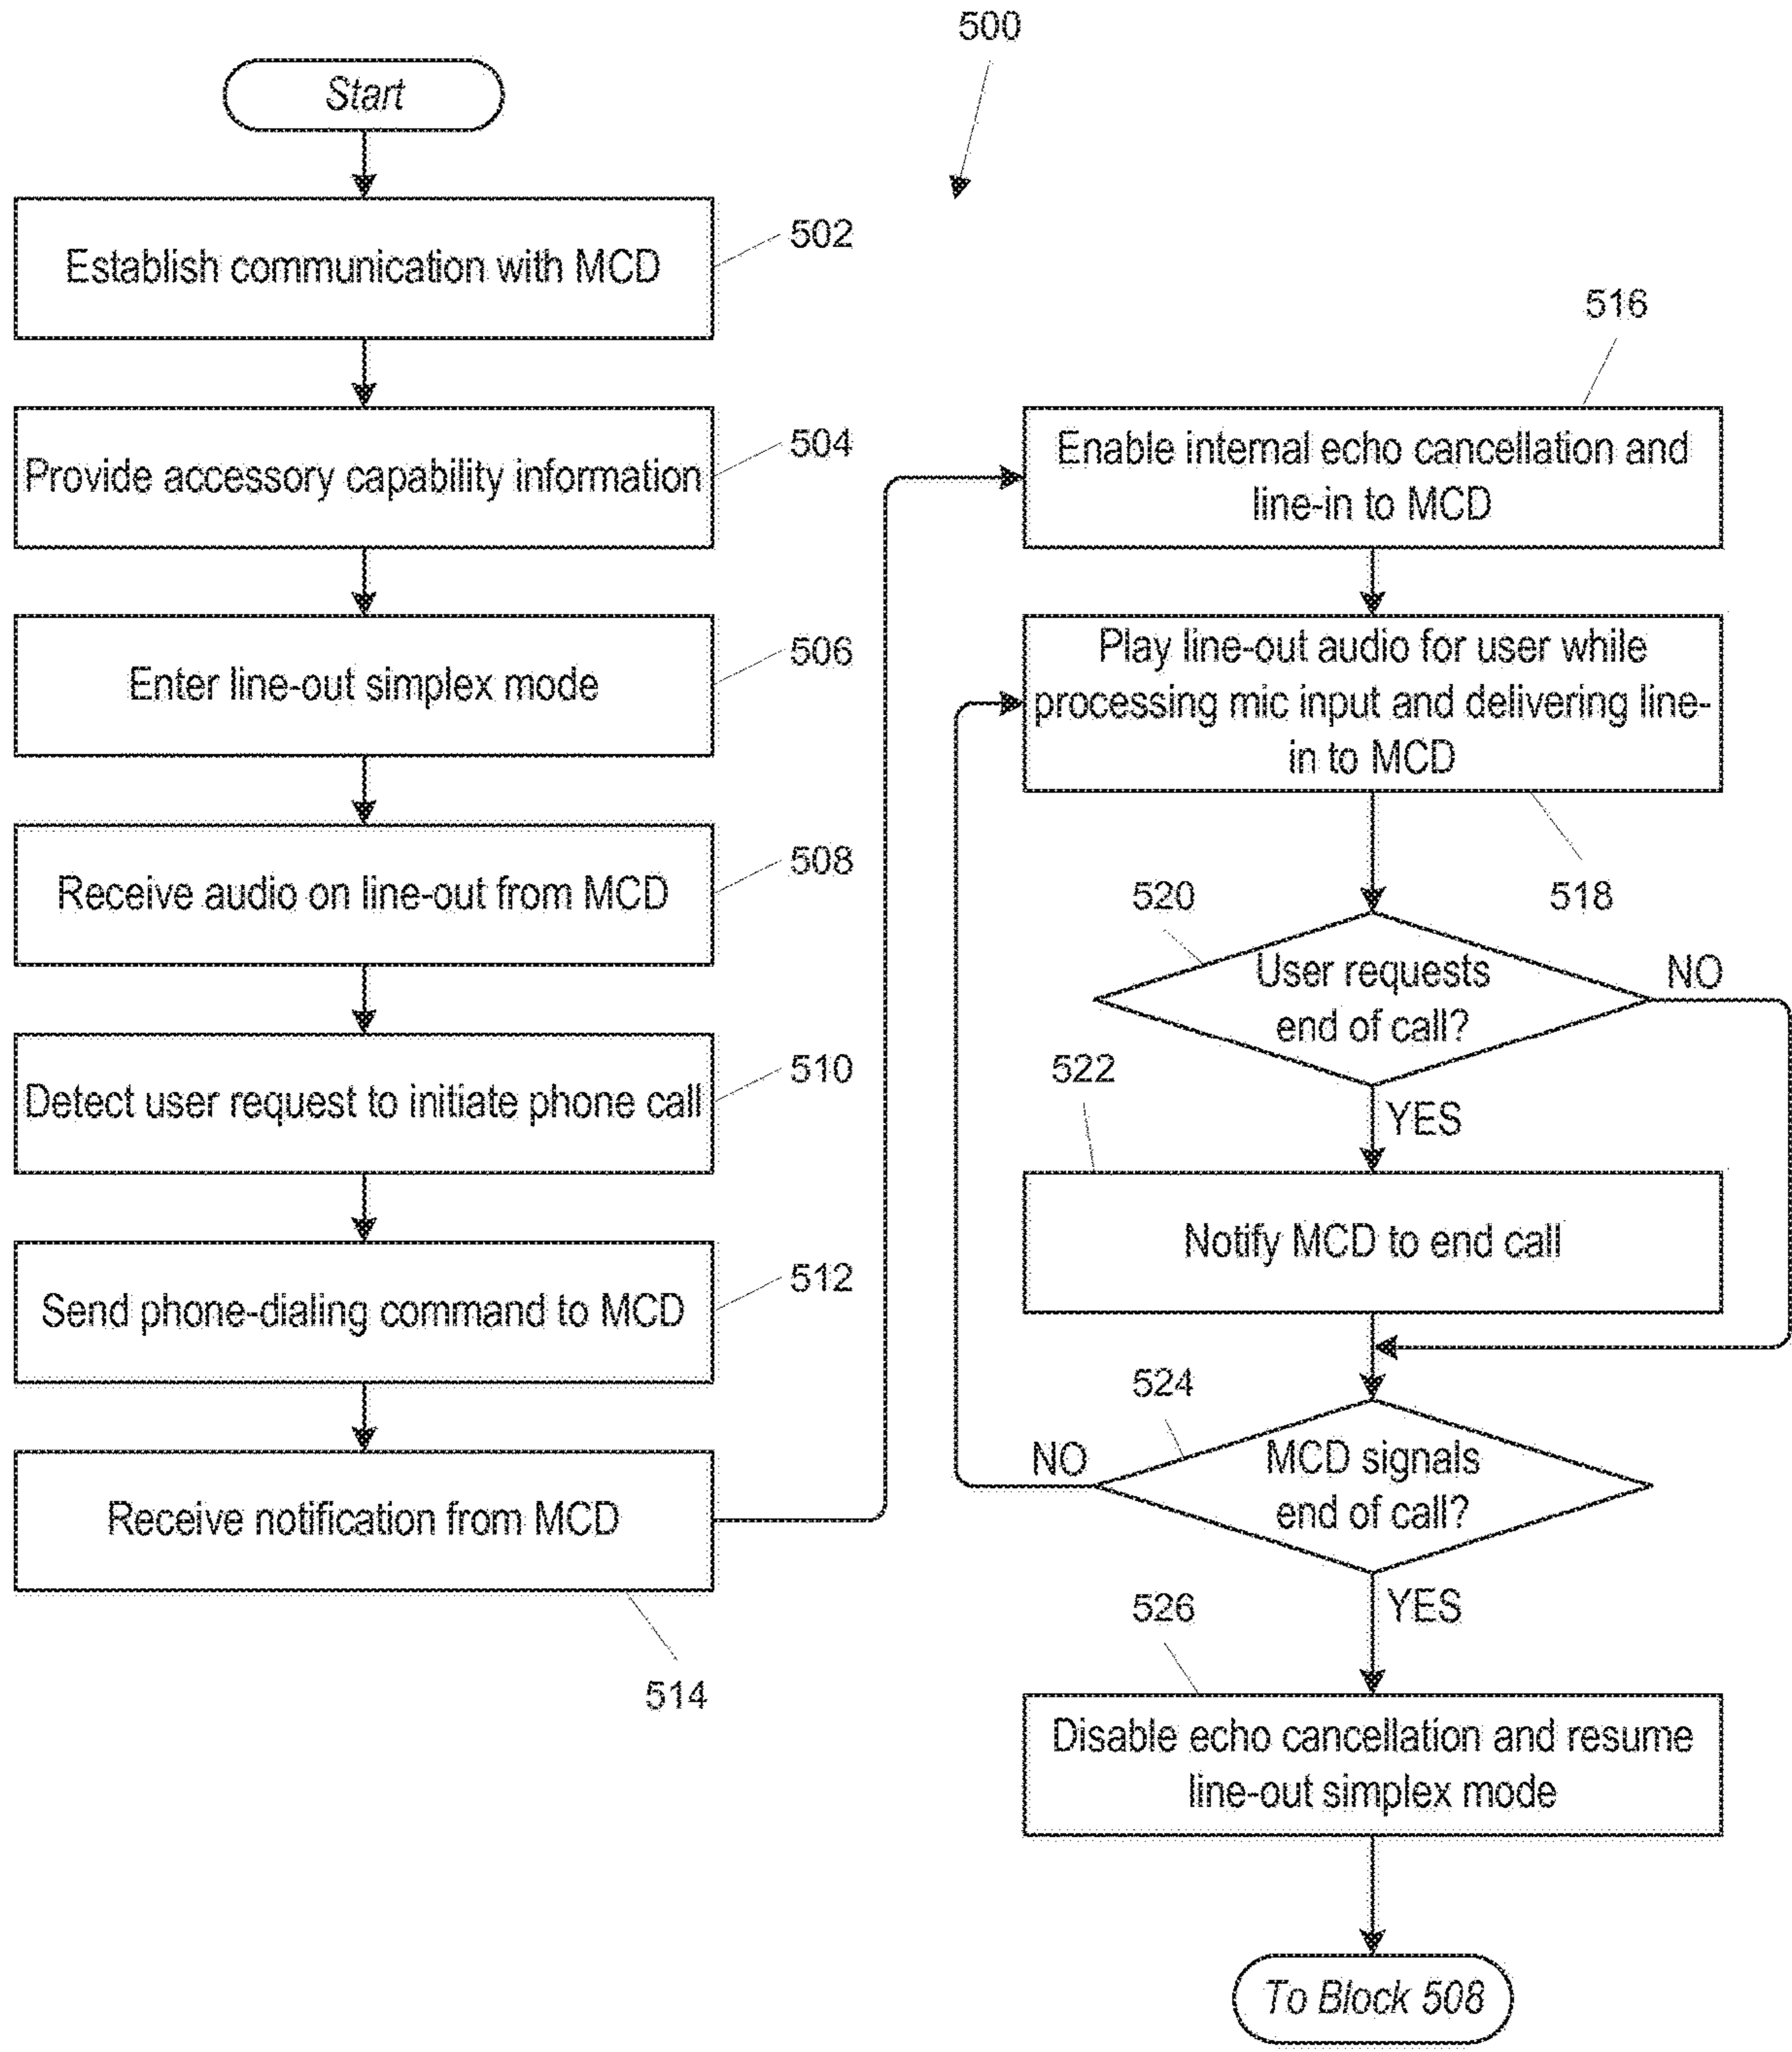 500
Start
Establish communication with MCD
502
Provide accessory capability information
504
Enter line-out simplex mode
506
Receive audio on line-out from MCD
508
Detect user request to initiate phone call
510
Send phone-dialing command to MCD
512
Receive notification from MCD
514
516
Enable internal echo cancellation and
line-in to MCD
Play line-out audio for user while
processing mic input and delivering line-
in to MCD
518
520
User requests
end of call?
NO
YES
522
Notify MCD to end call
524
MCD signals
end of call?
NO
YES
526
Disable echo cancellation and resume
line-out simplex mode
To Block 508